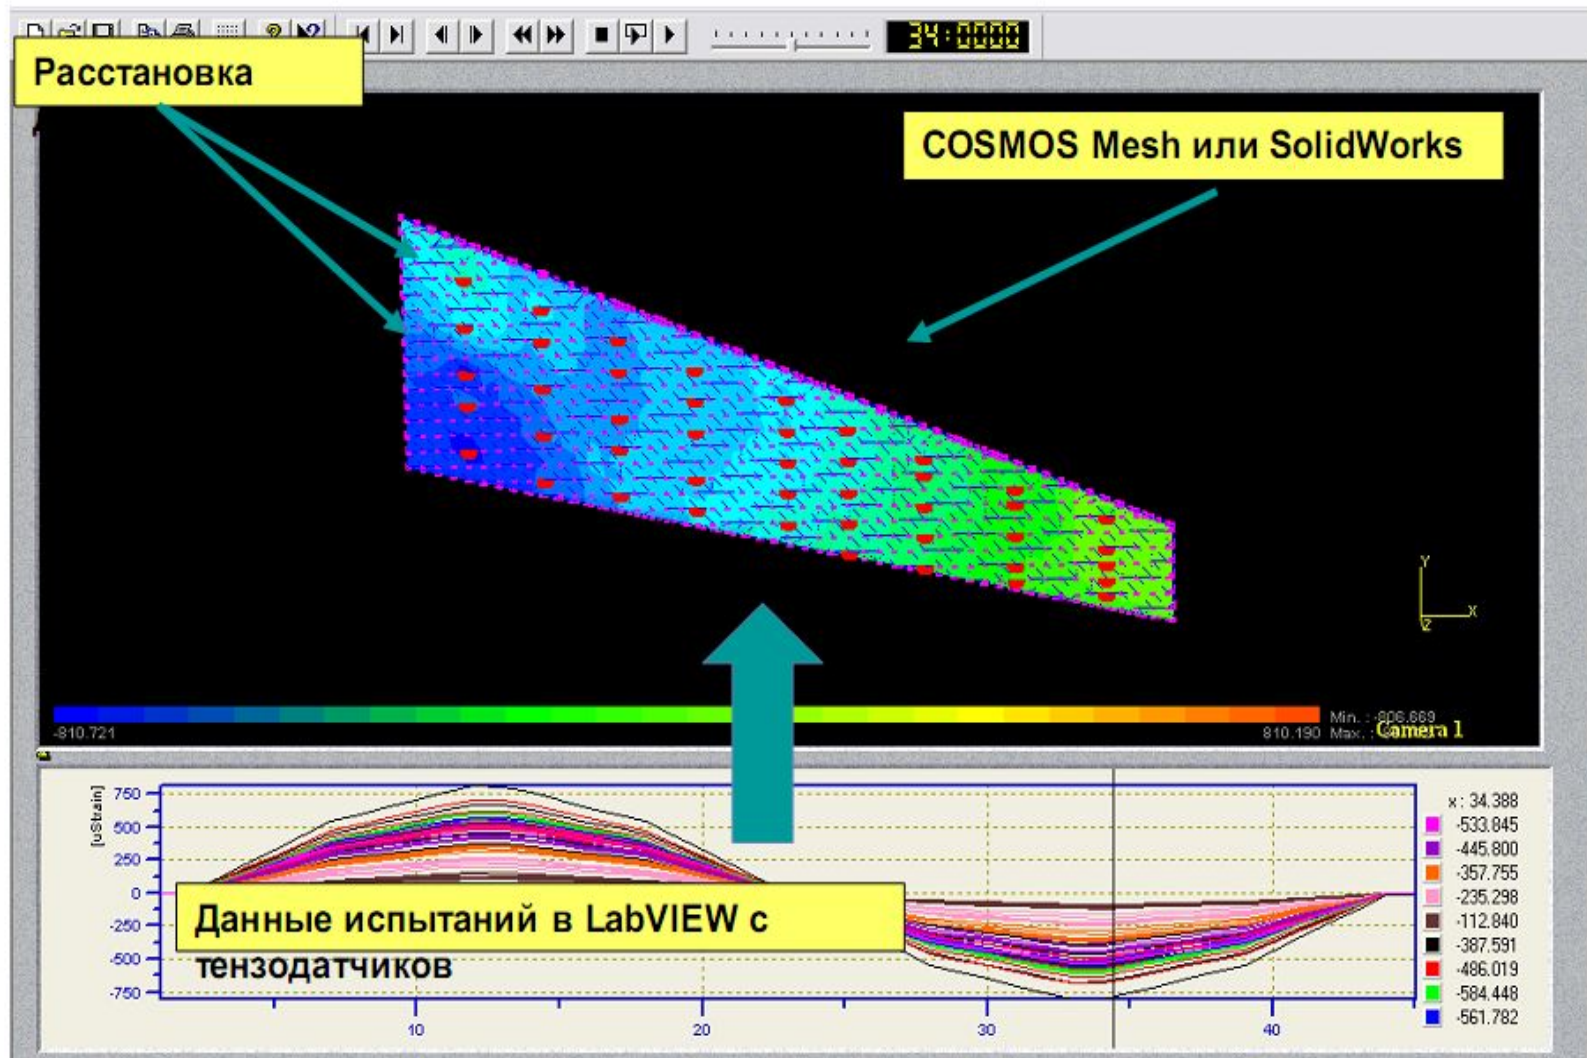 34:0000
Расстановка
COSMOS Mesh или SolidWorks
Y
X
Z
-810.721
810.190
Min. : -806.669
Max. :
Camera 1
[uStrain]
750
500
250
0
-250
-500
-750
10
20
30
40
Данные испытаний в LabVIEW с
тензодатчиков
x : 34.388
-533.845
-445.800
-357.755
-235.298
-112.840
-387.591
-486.019
-584.448
-561.782